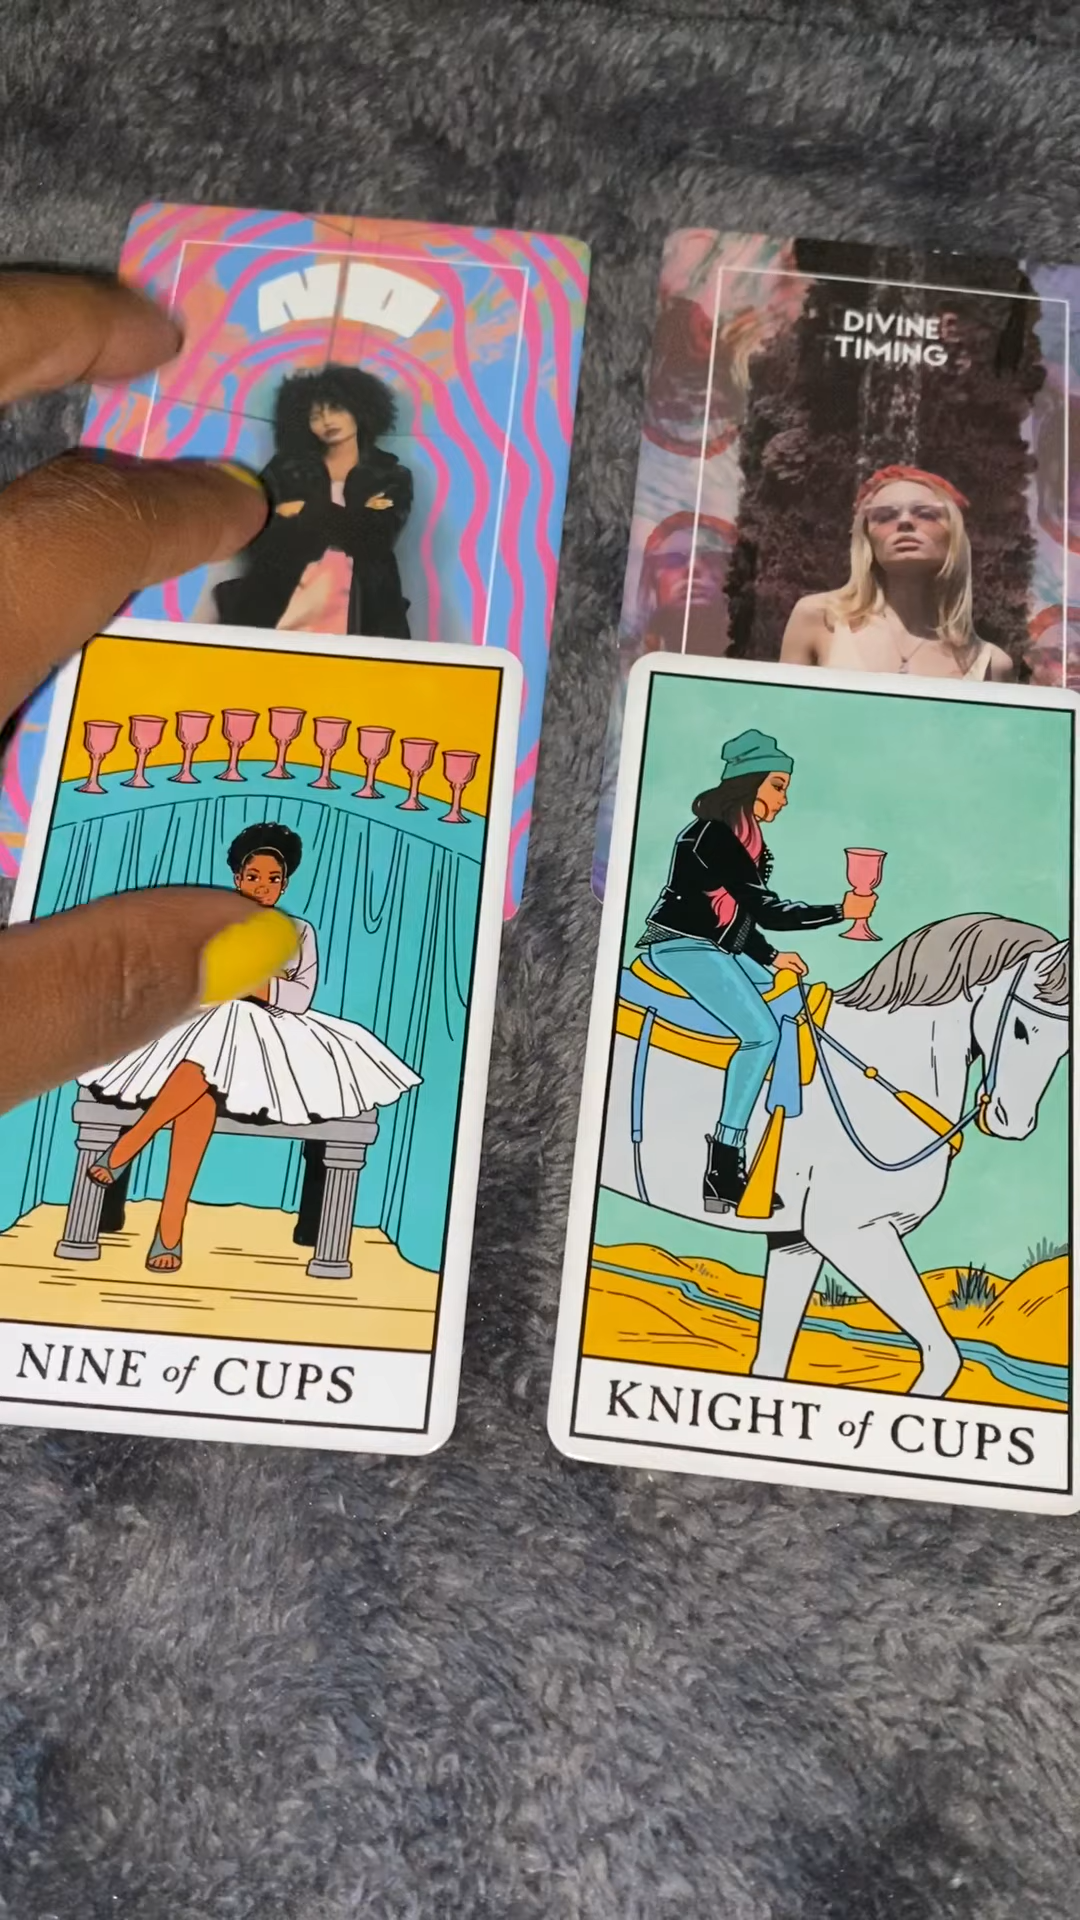 NO
DIVINE
TIMING
NINE of CUPS
KNIGHT of CUPS